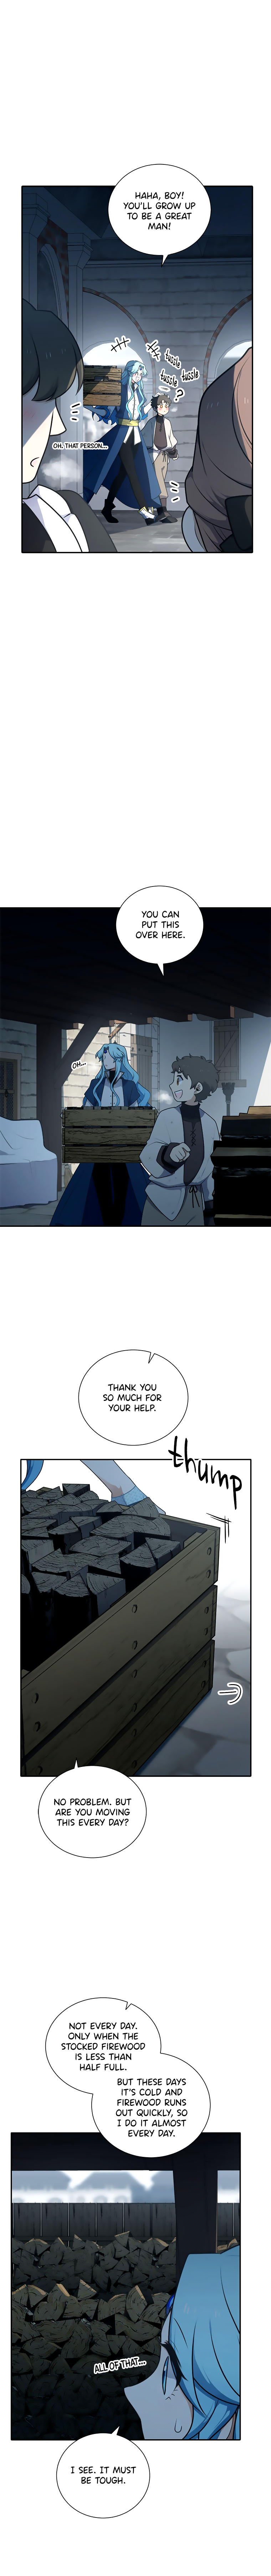 HAHA, BOY!
YOU'LL GROW UP
TO BE A GREAT
MAN!
tussle
tussle
tussle
?
OH, THAT PERSON...
YOU CAN
PUT THIS
OVER HERE.
OH...
THANK YOU
SO MUCH FOR
YOUR HELP.
thump
NO PROBLEM. BUT
ARE YOU MOVING
THIS EVERY DAY?
NOT EVERY DAY.
ONLY WHEN THE
STOCKED FIREWOOD
IS LESS THAN
HALF FULL.
BUT THESE DAYS
IT'S COLD AND
FIREWOOD RUNS
OUT QUICKLY, SO
I DO IT ALMOST
EVERY DAY.
ALL OF THAT...
I SEE. IT MUST
BE TOUGH.